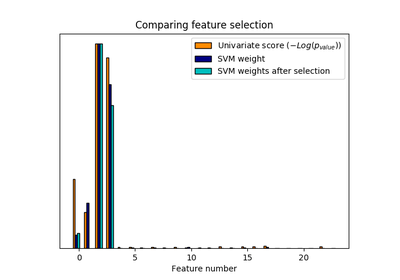 Comparing feature selection
Univariate score (−Log(p_value))
SVM weight
SVM weights after selection
0 5 10 15 20
Feature number